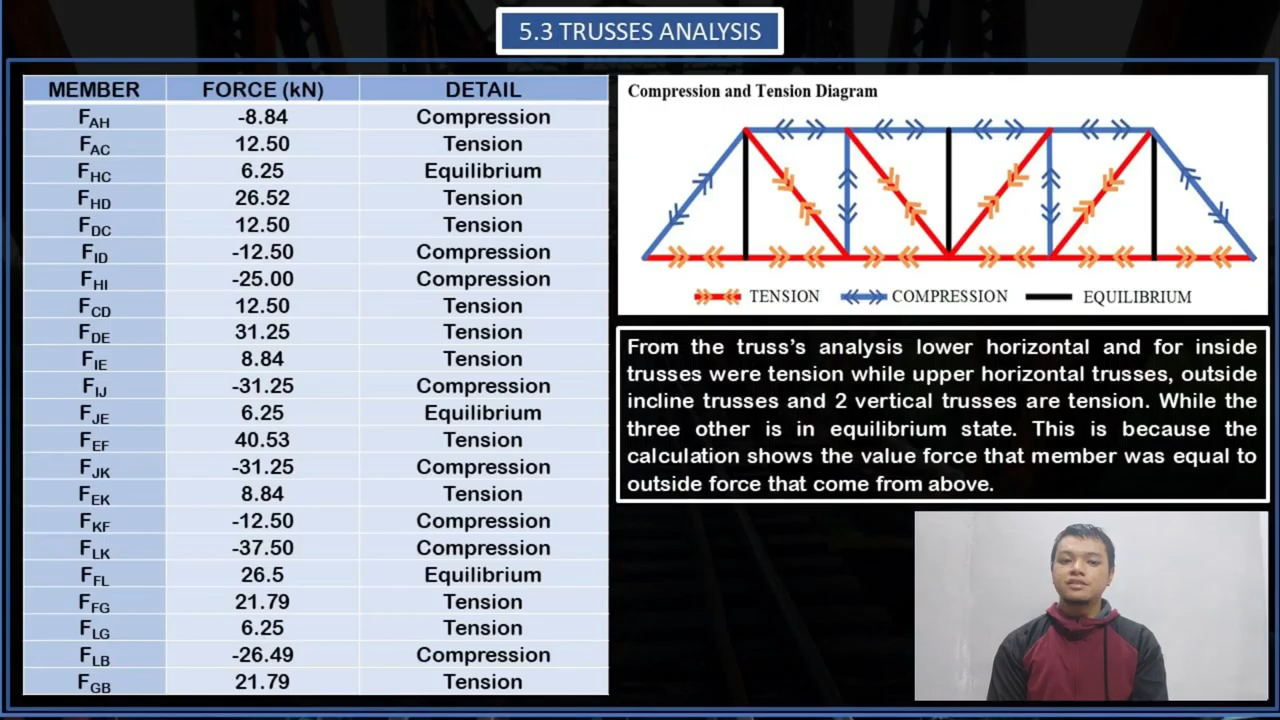 5.3 TRUSSES ANALYSIS
MEMBER FORCE (kN) DETAIL
FAH -8.84 Compression
FAC 12.50 Tension
FHC 6.25 Equilibrium
FHD 26.52 Tension
FDC 12.50 Tension
FID -12.50 Compression
FHI -25.00 Compression
FCD 12.50 Tension
FDE 31.25 Tension
FIE 8.84 Tension
FIJ -31.25 Compression
FJE 6.25 Equilibrium
FEF 40.53 Tension
FJK -31.25 Compression
FEK 8.84 Tension
FKF -12.50 Compression
FLK -37.50 Compression
FFL 26.5 Equilibrium
FFG 21.79 Tension
FLG 6.25 Tension
FLB -26.49 Compression
FGB 21.79 Tension
Compression and Tension Diagram
TENSION COMPRESSION EQUILIBRIUM
From the truss's analysis lower horizontal and for inside
trusses were tension while upper horizontal trusses, outside
incline trusses and 2 vertical trusses are tension. While the
three other is in equilibrium state. This is because the
calculation shows the value force that member was equal to
outside force that come from above.